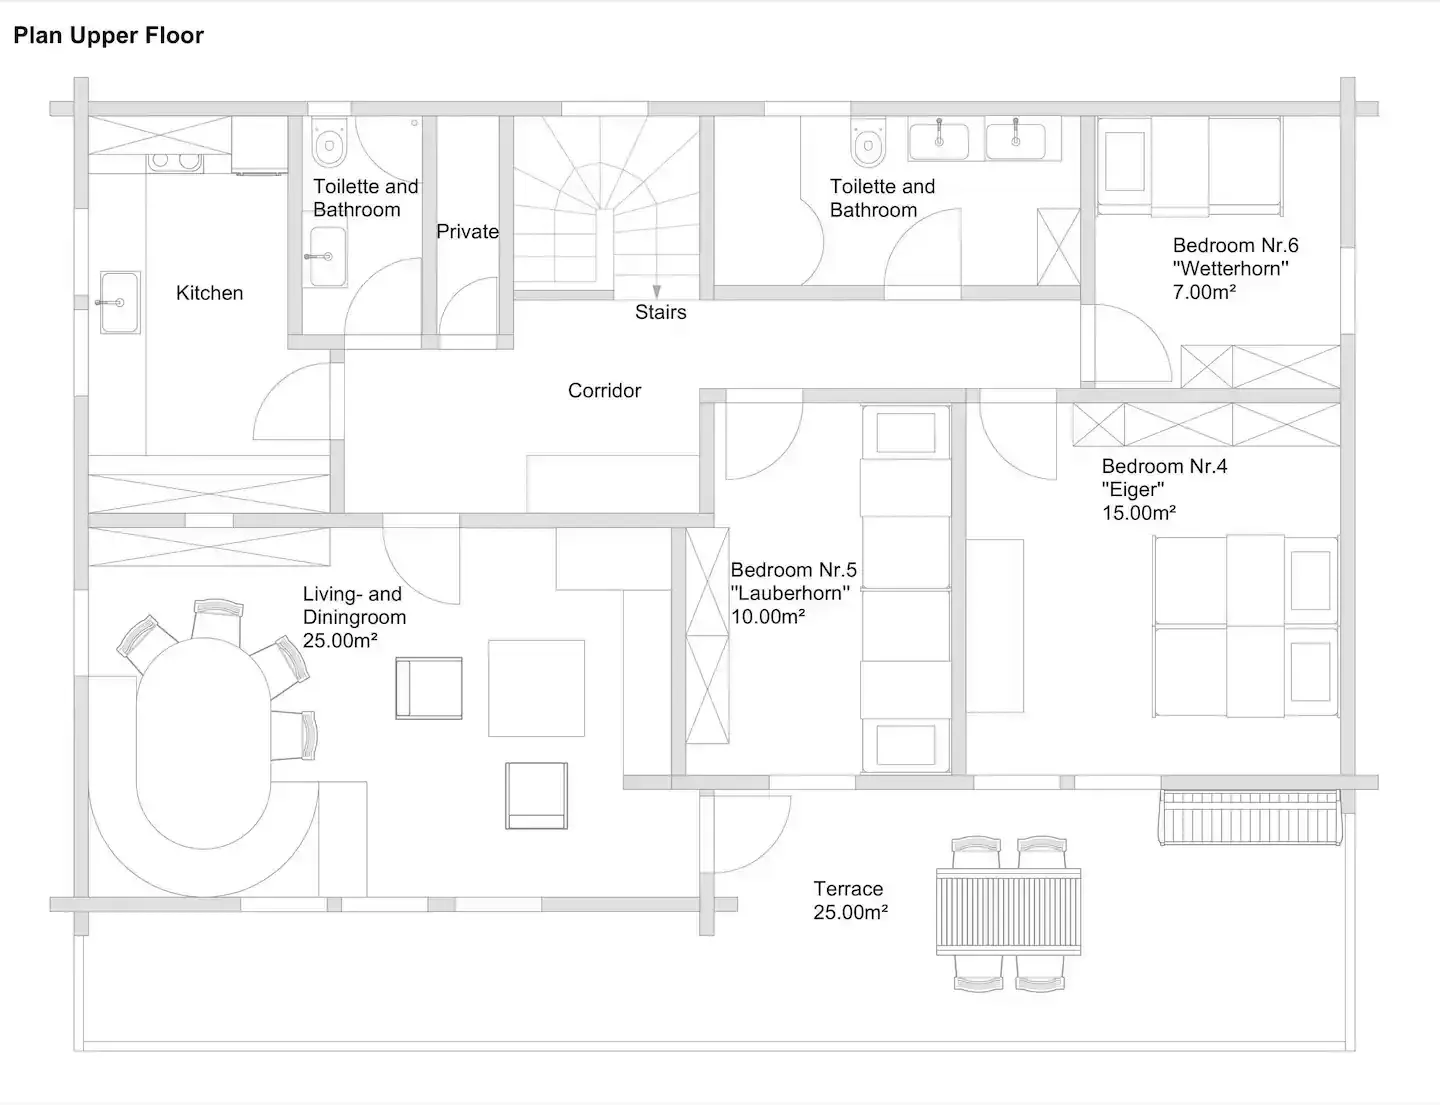 Plan Upper Floor
Toilette and
Bathroom
Toilette and
Bathroom
Private
Kitchen
Bedroom Nr.6
"Wetterhorn"
7.00m²
Stairs
Corridor
Bedroom Nr.4
"Eiger"
15.00m²
Bedroom Nr.5
"Lauberhorn"
10.00m²
Living- and
Diningroom
25.00m²
Terrace
25.00m²